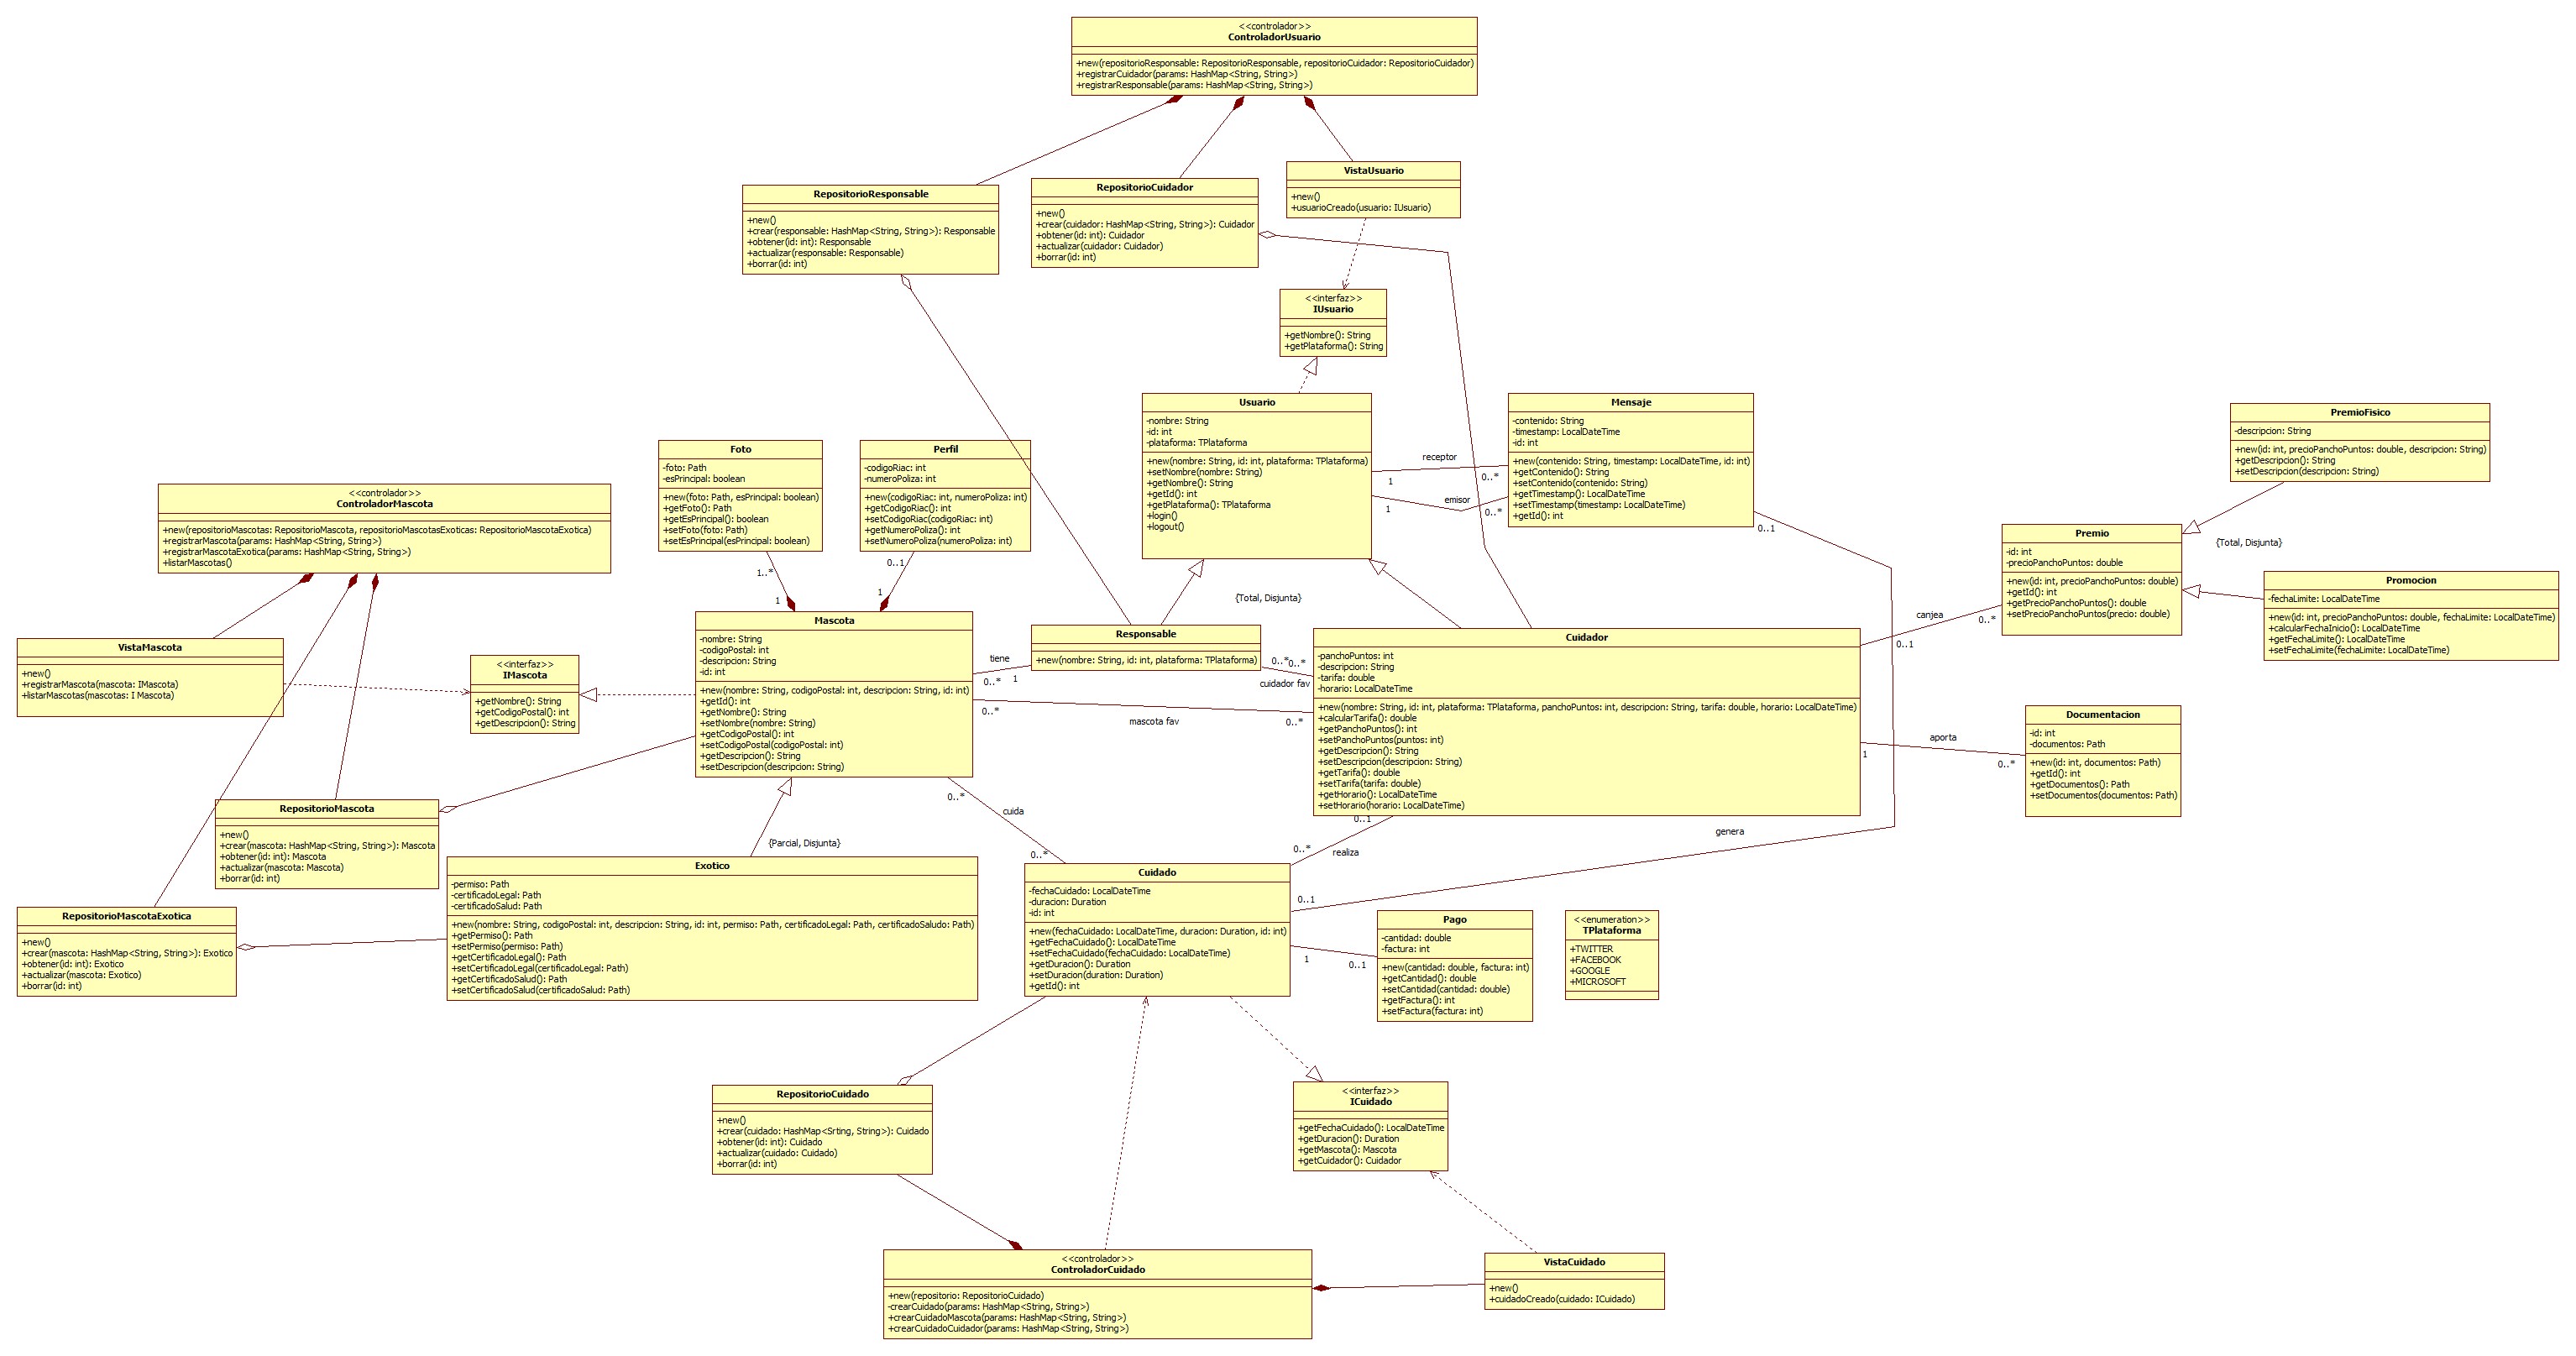 <<controlador>>
ControladorUsuario
+new(repositorioResponsable: RepositorioResponsable, repositorioCuidador: RepositorioCuidador)
+registrarCuidador(params: HashMap<String, String>)
+registrarResponsable(params: HashMap<String, String>)
RepositorioResponsable
+new()
+crear(responsable: HashMap<String, String>): Responsable
+obtener(id: int): Responsable
+actualizar(responsable: Responsable)
+borrar(id: int)
RepositorioCuidador
+new()
+crear(cuidador: HashMap<String, String>): Cuidador
+obtener(id: int): Cuidador
+actualizar(cuidador: Cuidador)
+borrar(id: int)
VistaUsuario
+new()
+usuarioCreado(usuario: IUsuario)
<<interfaz>>
IUsuario
+getNombre(): String
+getPlataforma(): String
Usuario
-nombre: String
-id: int
-plataforma: TPlataforma
+new(nombre: String, id: int, plataforma: TPlataforma)
+setNombre(nombre: String)
+getNombre(): String
+getId(): int
+getPlataforma(): TPlataforma
+login()
+logout()
receptor
1
0..*
emisor
1
0..*
Mensaje
-contenido: String
-timestamp: LocalDateTime
-id: int
+new(contenido: String, timestamp: LocalDateTime, id: int)
+getContenido(): String
+setContenido(contenido: String)
+getTimestamp(): LocalDateTime
+setTimestamp(timestamp: LocalDateTime)
+getId(): int
0..1
PremioFisico
-descripcion: String
+new(id: int, precioPanchoPuntos: double, descripcion: String)
+getDescripcion(): String
+setDescripcion(descripcion: String)
{Total, Disjunta}
Premio
-id: int
-precioPanchoPuntos: double
+new(id: int, precioPanchoPuntos: double)
+getId(): int
+getPrecioPanchoPuntos(): double
+setPrecioPanchoPuntos(precio: double)
Promocion
-fechaLimite: LocalDateTime
+new(id: int, precioPanchoPuntos: double, fechaLimite: LocalDateTime)
+calcularFechaInicio(): LocalDateTime
+getFechaLimite(): LocalDateTime
+setFechaLimite(fechaLimite: LocalDateTime)
canjea
0..*
0..1
Foto
-foto: Path
-esPrincipal: boolean
+new(foto: Path, esPrincipal: boolean)
+getFoto(): Path
+getEsPrincipal(): boolean
+setFoto(foto: Path)
+setEsPrincipal(esPrincipal: boolean)
1..*
1
Perfil
-codigoRiac: int
-numeroPoliza: int
+new(codigoRiac: int, numeroPoliza: int)
+getCodigoRiac(): int
+setCodigoRiac(codigoRiac: int)
+getNumeroPoliza(): int
+setNumeroPoliza(numeroPoliza: int)
0..1
1
<<controlador>>
ControladorMascota
+new(repositorioMascotas: RepositorioMascota, repositorioMascotasExoticas: RepositorioMascotaExotica)
+registrarMascota(params: HashMap<String, String>)
+registrarMascotaExotica(params: HashMap<String, String>)
+listarMascotas()
VistaMascota
+new()
+registrarMascota(mascota: IMascota)
+listarMascotas(mascotas: I Mascota)
<<interfaz>>
IMascota
+getNombre(): String
+getCodigoPostal(): int
+getDescripcion(): String
Mascota
-nombre: String
-codigoPostal: int
-descripcion: String
-id: int
+new(nombre: String, codigoPostal: int, descripcion: String, id: int)
+getId(): int
+getNombre(): String
+setNombre(nombre: String)
+getCodigoPostal(): int
+setCodigoPostal(codigoPostal: int)
+getDescripcion(): String
+setDescripcion(descripcion: String)
tiene
0..*
1
{Total, Disjunta}
Responsable
+new(nombre: String, id: int, plataforma: TPlataforma)
0..*
0..*
cuidador fav
0..*
mascota fav
0..*
Cuidador
-panchoPuntos: int
-descripcion: String
-tarifa: double
-horario: LocalDateTime
+new(nombre: String, id: int, plataforma: TPlataforma, panchoPuntos: int, descripcion: String, tarifa: double, horario: LocalDateTime)
+calcularTarifa(): double
+getPanchoPuntos(): int
+setPanchoPuntos(puntos: int)
+getDescripcion(): String
+setDescripcion(descripcion: String)
+getTarifa(): double
+setTarifa(tarifa: double)
+getHorario(): LocalDateTime
+setHorario(horario: LocalDateTime)
aporta
1
0..*
Documentacion
-id: int
-documentos: Path
+new(id: int, documentos: Path)
+getId(): int
+getDocumentos(): Path
+setDocumentos(documentos: Path)
RepositorioMascota
+new()
+crear(mascota: HashMap<String, String>): Mascota
+obtener(id: int): Mascota
+actualizar(mascota: Mascota)
+borrar(id: int)
RepositorioMascotaExotica
+new()
+crear(mascota: HashMap<String, String>): Exotico
+obtener(id: int): Exotico
+actualizar(mascota: Exotico)
+borrar(id: int)
{Parcial, Disjunta}
Exotico
-permiso: Path
-certificadoLegal: Path
-certificadoSalud: Path
+new(nombre: String, codigoPostal: int, descripcion: String, id: int, permiso: Path, certificadoLegal: Path, certificadoSaludo: Path)
+getPermiso(): Path
+setPermiso(permiso: Path)
+getCertificadoLegal(): Path
+setCertificadoLegal(certificadoLegal: Path)
+getCertificadoSalud(): Path
+setCertificadoSalud(certificadoSalud: Path)
0..*
cuida
0..*
0..1
0..*
realiza
genera
0..1
Cuidado
-fechaCuidado: LocalDateTime
-duracion: Duration
-id: int
+new(fechaCuidado: LocalDateTime, duracion: Duration, id: int)
+getFechaCuidado(): LocalDateTime
+setFechaCuidado(fechaCuidado: LocalDateTime)
+getDuracion(): Duration
+setDuracion(duration: Duration)
+getId(): int
1
0..1
Pago
-cantidad: double
-factura: int
+new(cantidad: double, factura: int)
+getCantidad(): double
+setCantidad(cantidad: double)
+getFactura(): int
+setFactura(factura: int)
<<enumeration>>
TPlataforma
+TWITTER
+FACEBOOK
+GOOGLE
+MICROSOFT
RepositorioCuidado
+new()
+crear(cuidado: HashMap<Srting, String>): Cuidado
+obtener(id: int): Cuidado
+actualizar(cuidado: Cuidado)
+borrar(id: int)
<<interfaz>>
ICuidado
+getFechaCuidado(): LocalDateTime
+getDuracion(): Duration
+getMascota(): Mascota
+getCuidador(): Cuidador
<<controlador>>
ControladorCuidado
+new(repositorio: RepositorioCuidado)
-crearCuidado(params: HashMap<String, String>)
+crearCuidadoMascota(params: HashMap<String, String>)
+crearCuidadoCuidador(params: HashMap<String, String>)
VistaCuidado
+new()
+cuidadoCreado(cuidado: ICuidado)